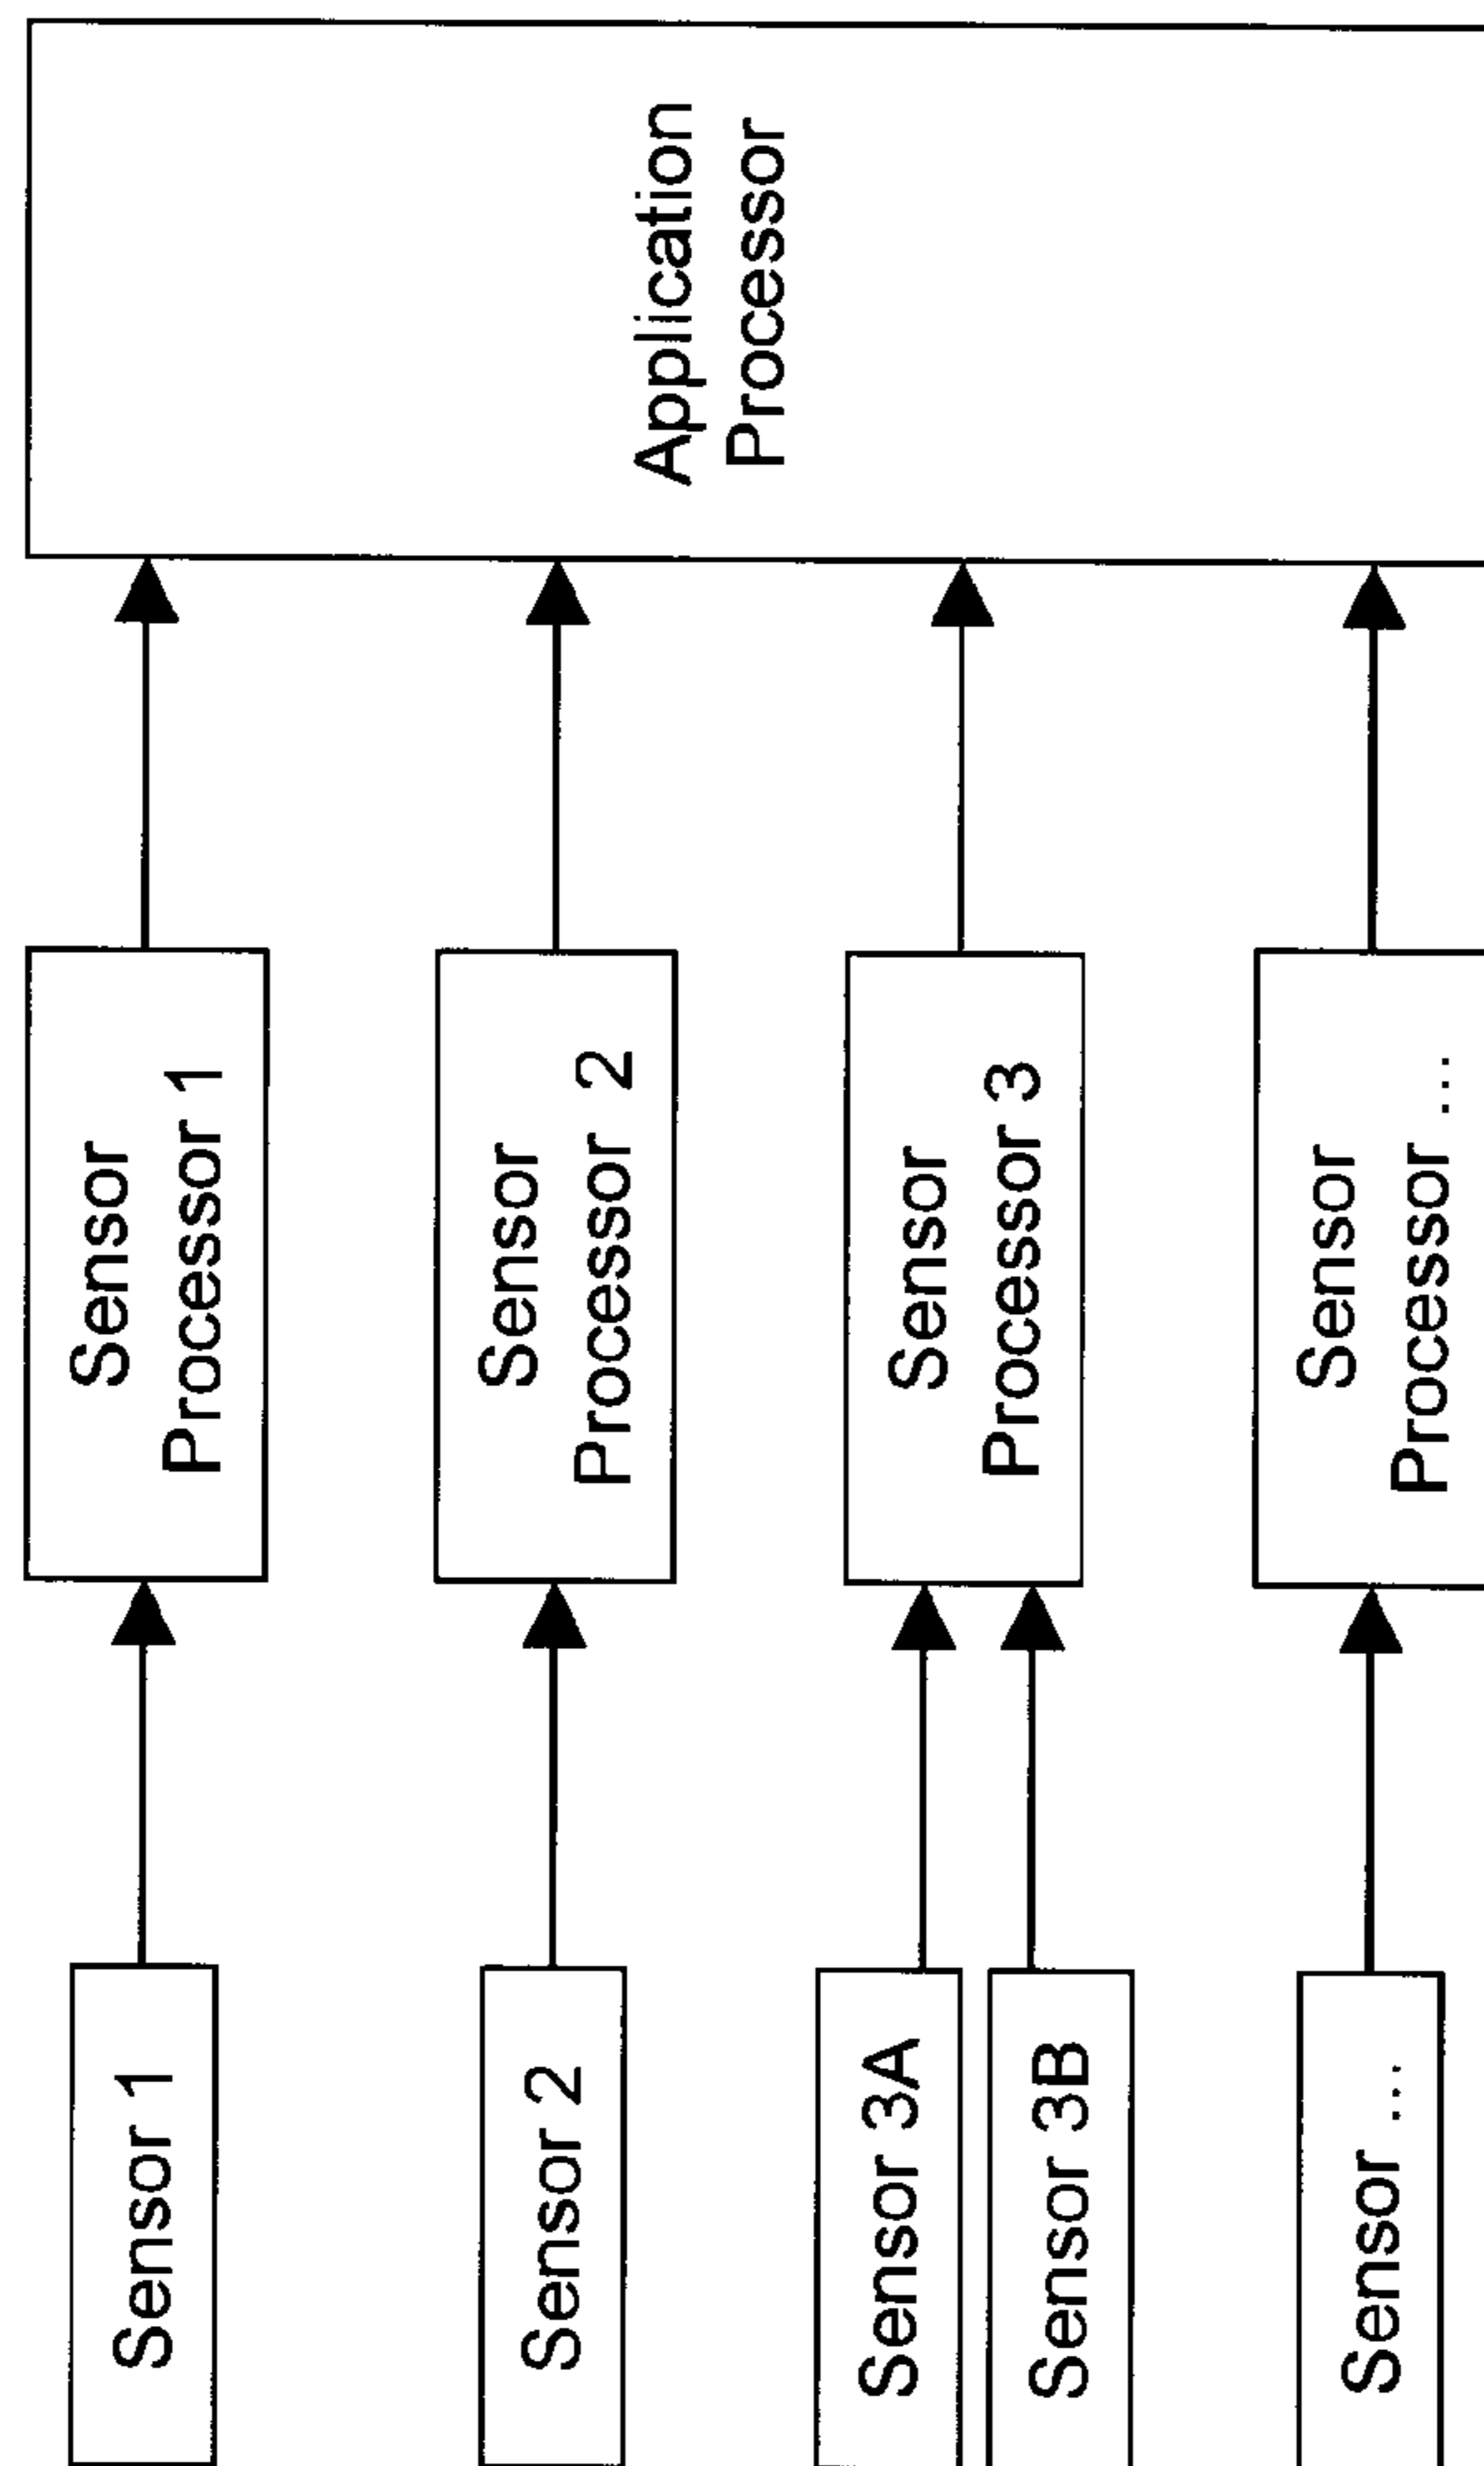 Sensor 1
Sensor
Processor 1
Sensor 2
Sensor
Processor 2
Sensor 3A
Sensor 3B
Sensor
Processor 3
Sensor ...
Sensor
Processor ...
Application
Processor